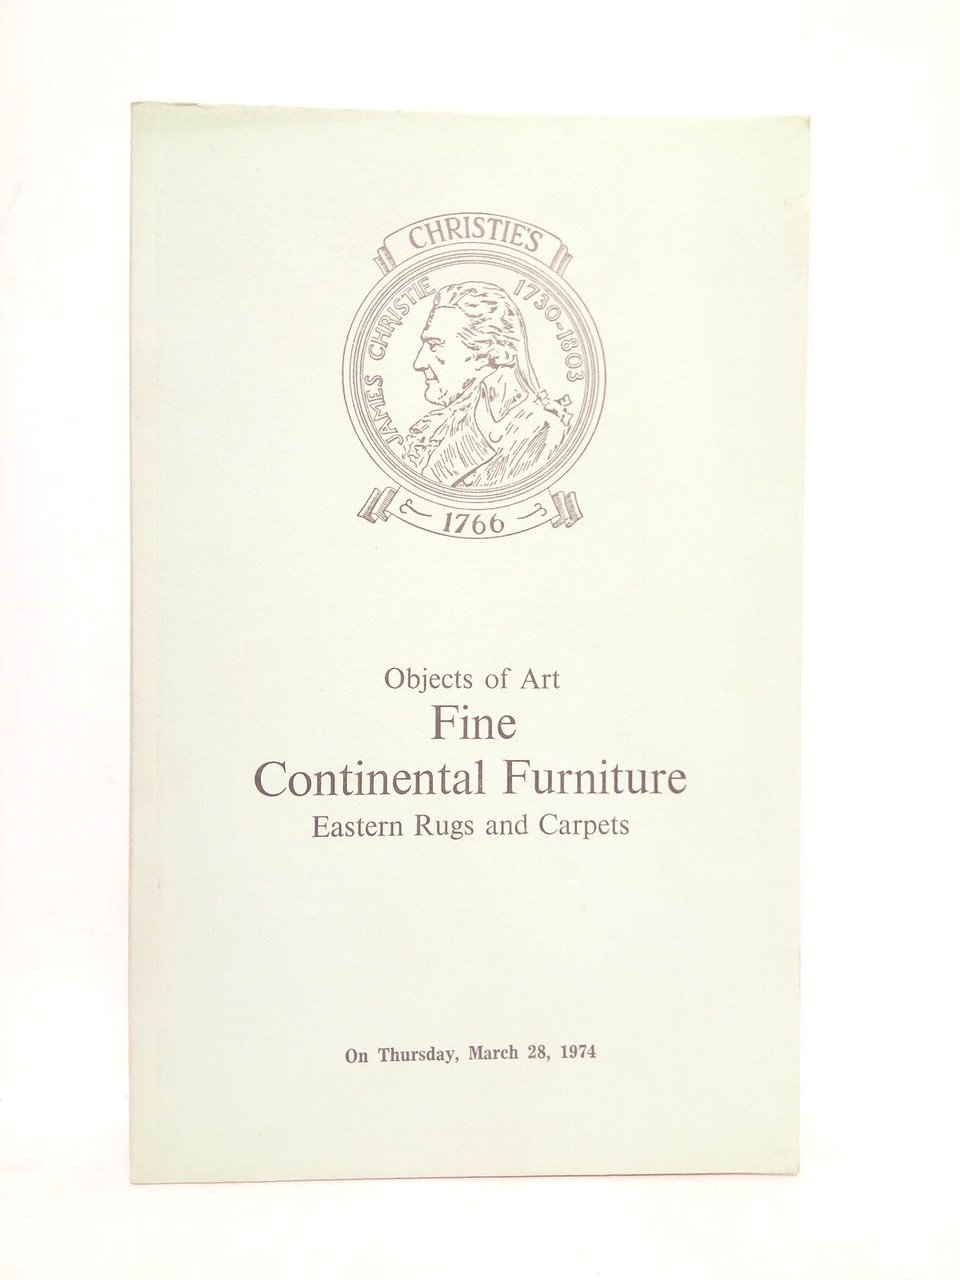 CHRISTIE'S
JAMES CHRISTIE 1730-1803
1766
Objects of Art
Fine
Continental Furniture
Eastern Rugs and Carpets
On Thursday, March 28, 1974